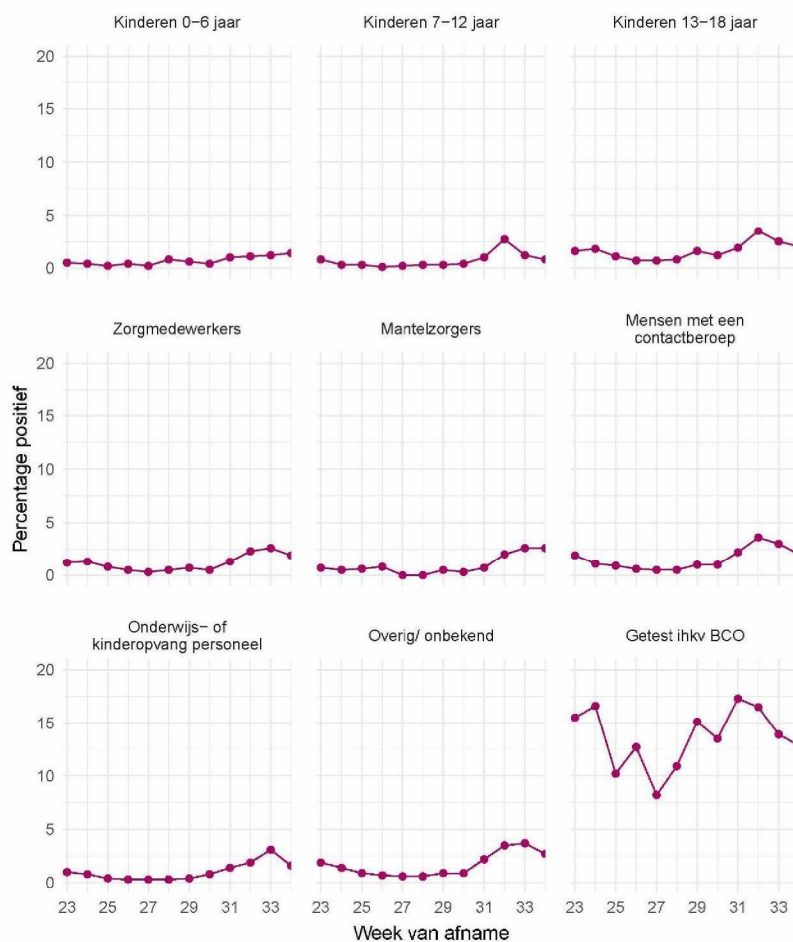 Kinderen 0−6 jaar
Kinderen 7−12 jaar
Kinderen 13−18 jaar
20
15
10
5
0
Zorgmedewerkers
Mantelzorgers
Mensen met een
contactberoep
20
15
10
5
0
Percentage positief
Onderwijs− of
kinderopvang personeel
Overig/ onbekend
Getest ihkv BCO
20
15
10
5
0
23 25 27 29 31 33
23 25 27 29 31 33
23 25 27 29 31 33
Week van afname